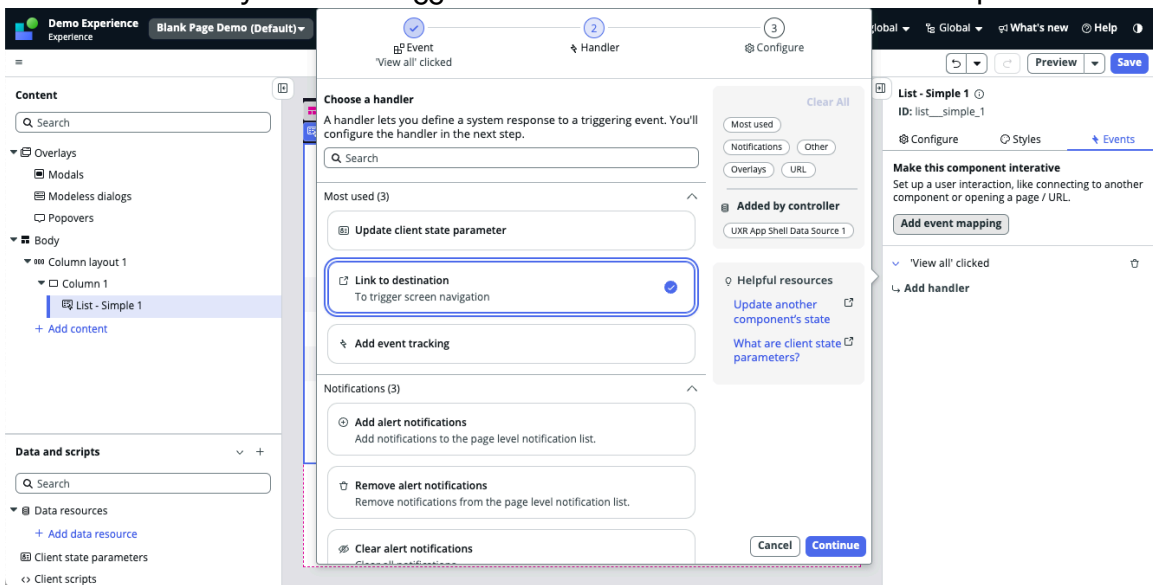 Demo Experience
Experience
Blank Page Demo (Default)
Global
What's new
Help
Preview
Save
Content
Search
Overlays
Modals
Modeless dialogs
Popovers
Body
Column layout 1
Column 1
List - Simple 1
+ Add content
Data and scripts
Search
Data resources
+ Add data resource
Client state parameters
Client scripts
Event
'View all' clicked
2
Handler
3
Configure
Choose a handler
A handler lets you define a system response to a triggering event. You'll
configure the handler in the next step.
Search
Most used (3)
Update client state parameter
Link to destination
To trigger screen navigation
Add event tracking
Notifications (3)
Add alert notifications
Add notifications to the page level notification list.
Remove alert notifications
Remove notifications from the page level notification list.
Clear alert notifications
Clear All
Most used
Notifications
Other
Overlays
URL
Added by controller
UXR App Shell Data Source 1
Helpful resources
Update another
component's state
What are client state
parameters?
Cancel
Continue
List - Simple 1
ID: list__simple_1
Configure
Styles
Events
Make this component interative
Set up a user interaction, like connecting to another
component or opening a page / URL.
Add event mapping
'View all' clicked
Add handler